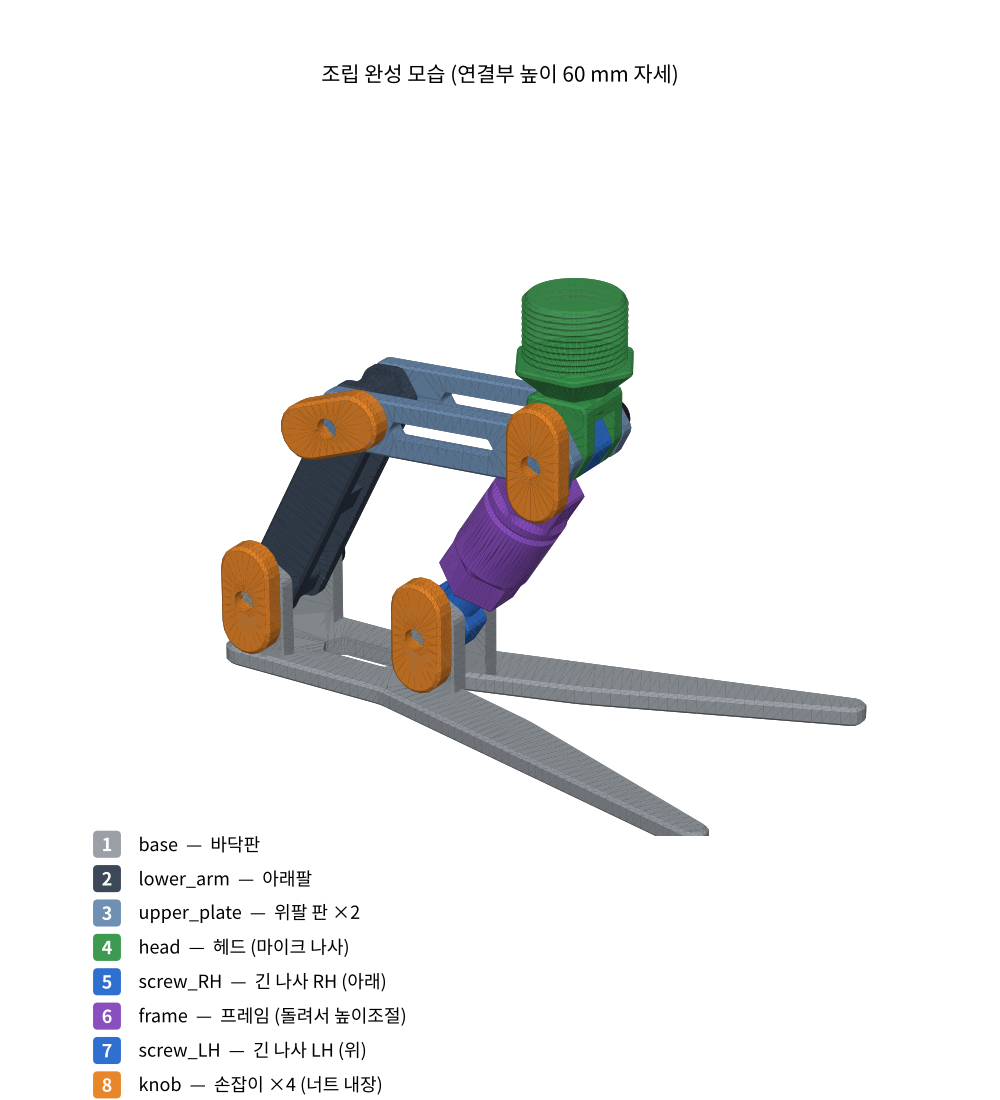 조립 완성 모습 (연결부 높이 60 mm 자세)
1 base — 바닥판
2 lower_arm — 아래팔
3 upper_plate — 위팔 판 ×2
4 head — 헤드 (마이크 나사)
5 screw_RH — 긴 나사 RH (아래)
6 frame — 프레임 (돌려서 높이조절)
7 screw_LH — 긴 나사 LH (위)
8 knob — 손잡이 ×4 (너트 내장)